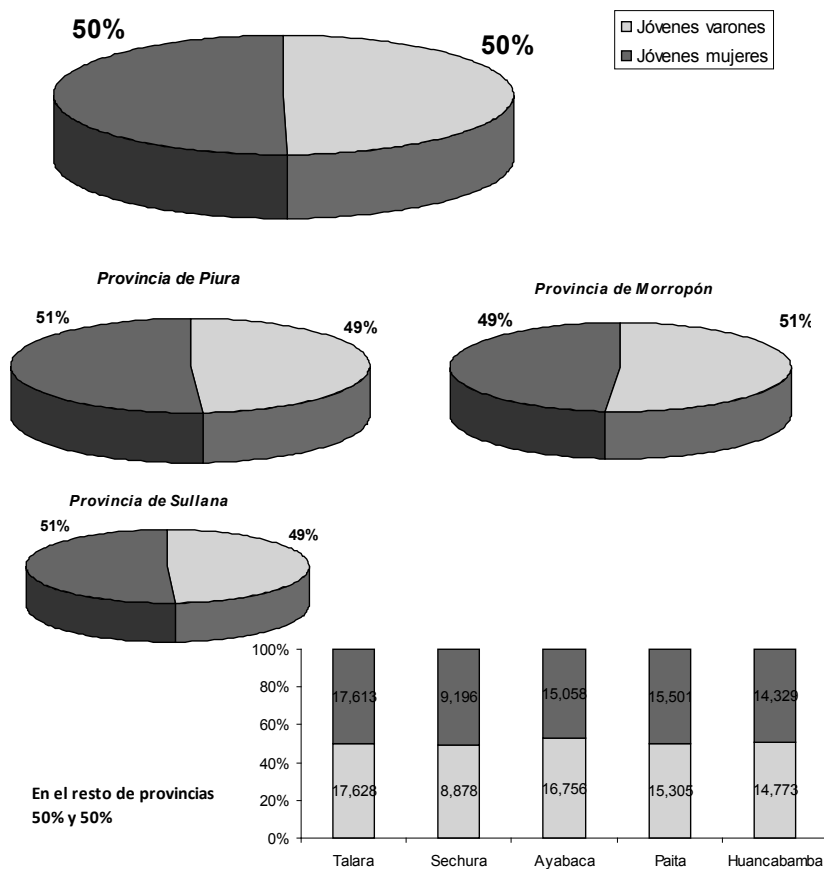 50%
50%
Jóvenes varones
Jóvenes mujeres
Provincia de Piura
51%
49%
Provincia de Morropón
49%
51%
Provincia de Sullana
51%
49%
100%
80%
60%
40%
20%
0%
17,613
9,196
15,058
15,501
14,329
17,628
8,878
16,756
15,305
14,773
Talara
Sechura
Ayabaca
Paita
Huancabamba
En el resto de provincias
50% y 50%